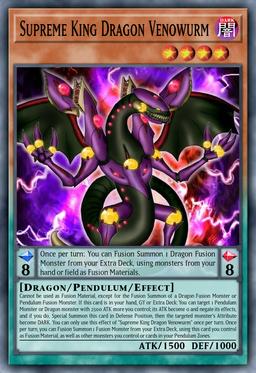 SUPREME KING DRAGON VENOWURM
DARK
闇
Once per turn: You can Fusion Summon 1 Dragon Fusion
Monster from your Extra Deck, using monsters from your
hand or field as Fusion Materials.
8
8
[DRAGON/PENDULUM/EFFECT]
Cannot be used as Fusion Material, except for the Fusion Summon of a Dragon Fusion Monster or
Pendulum Fusion Monster. If this card is in your hand, GY or Extra Deck: You can target 1 Pendulum
Monster or Dragon monster with 2500 ATK more you control; its ATK become 0 and negate its effects,
and if you do, Special Summon this card in Defense Position, then the targeted monster's Attribute
become DARK. You can only use this effect of "Supreme King Dragon Venowurm" once per turn. Once
per turn, you can Fusion Summon 1 Fusion Monster from your Extra Deck, using this card you control
as Fusion Material, as well as other monsters you control or cards in your Pendulum Zones.
ATK/1500 DEF/1000